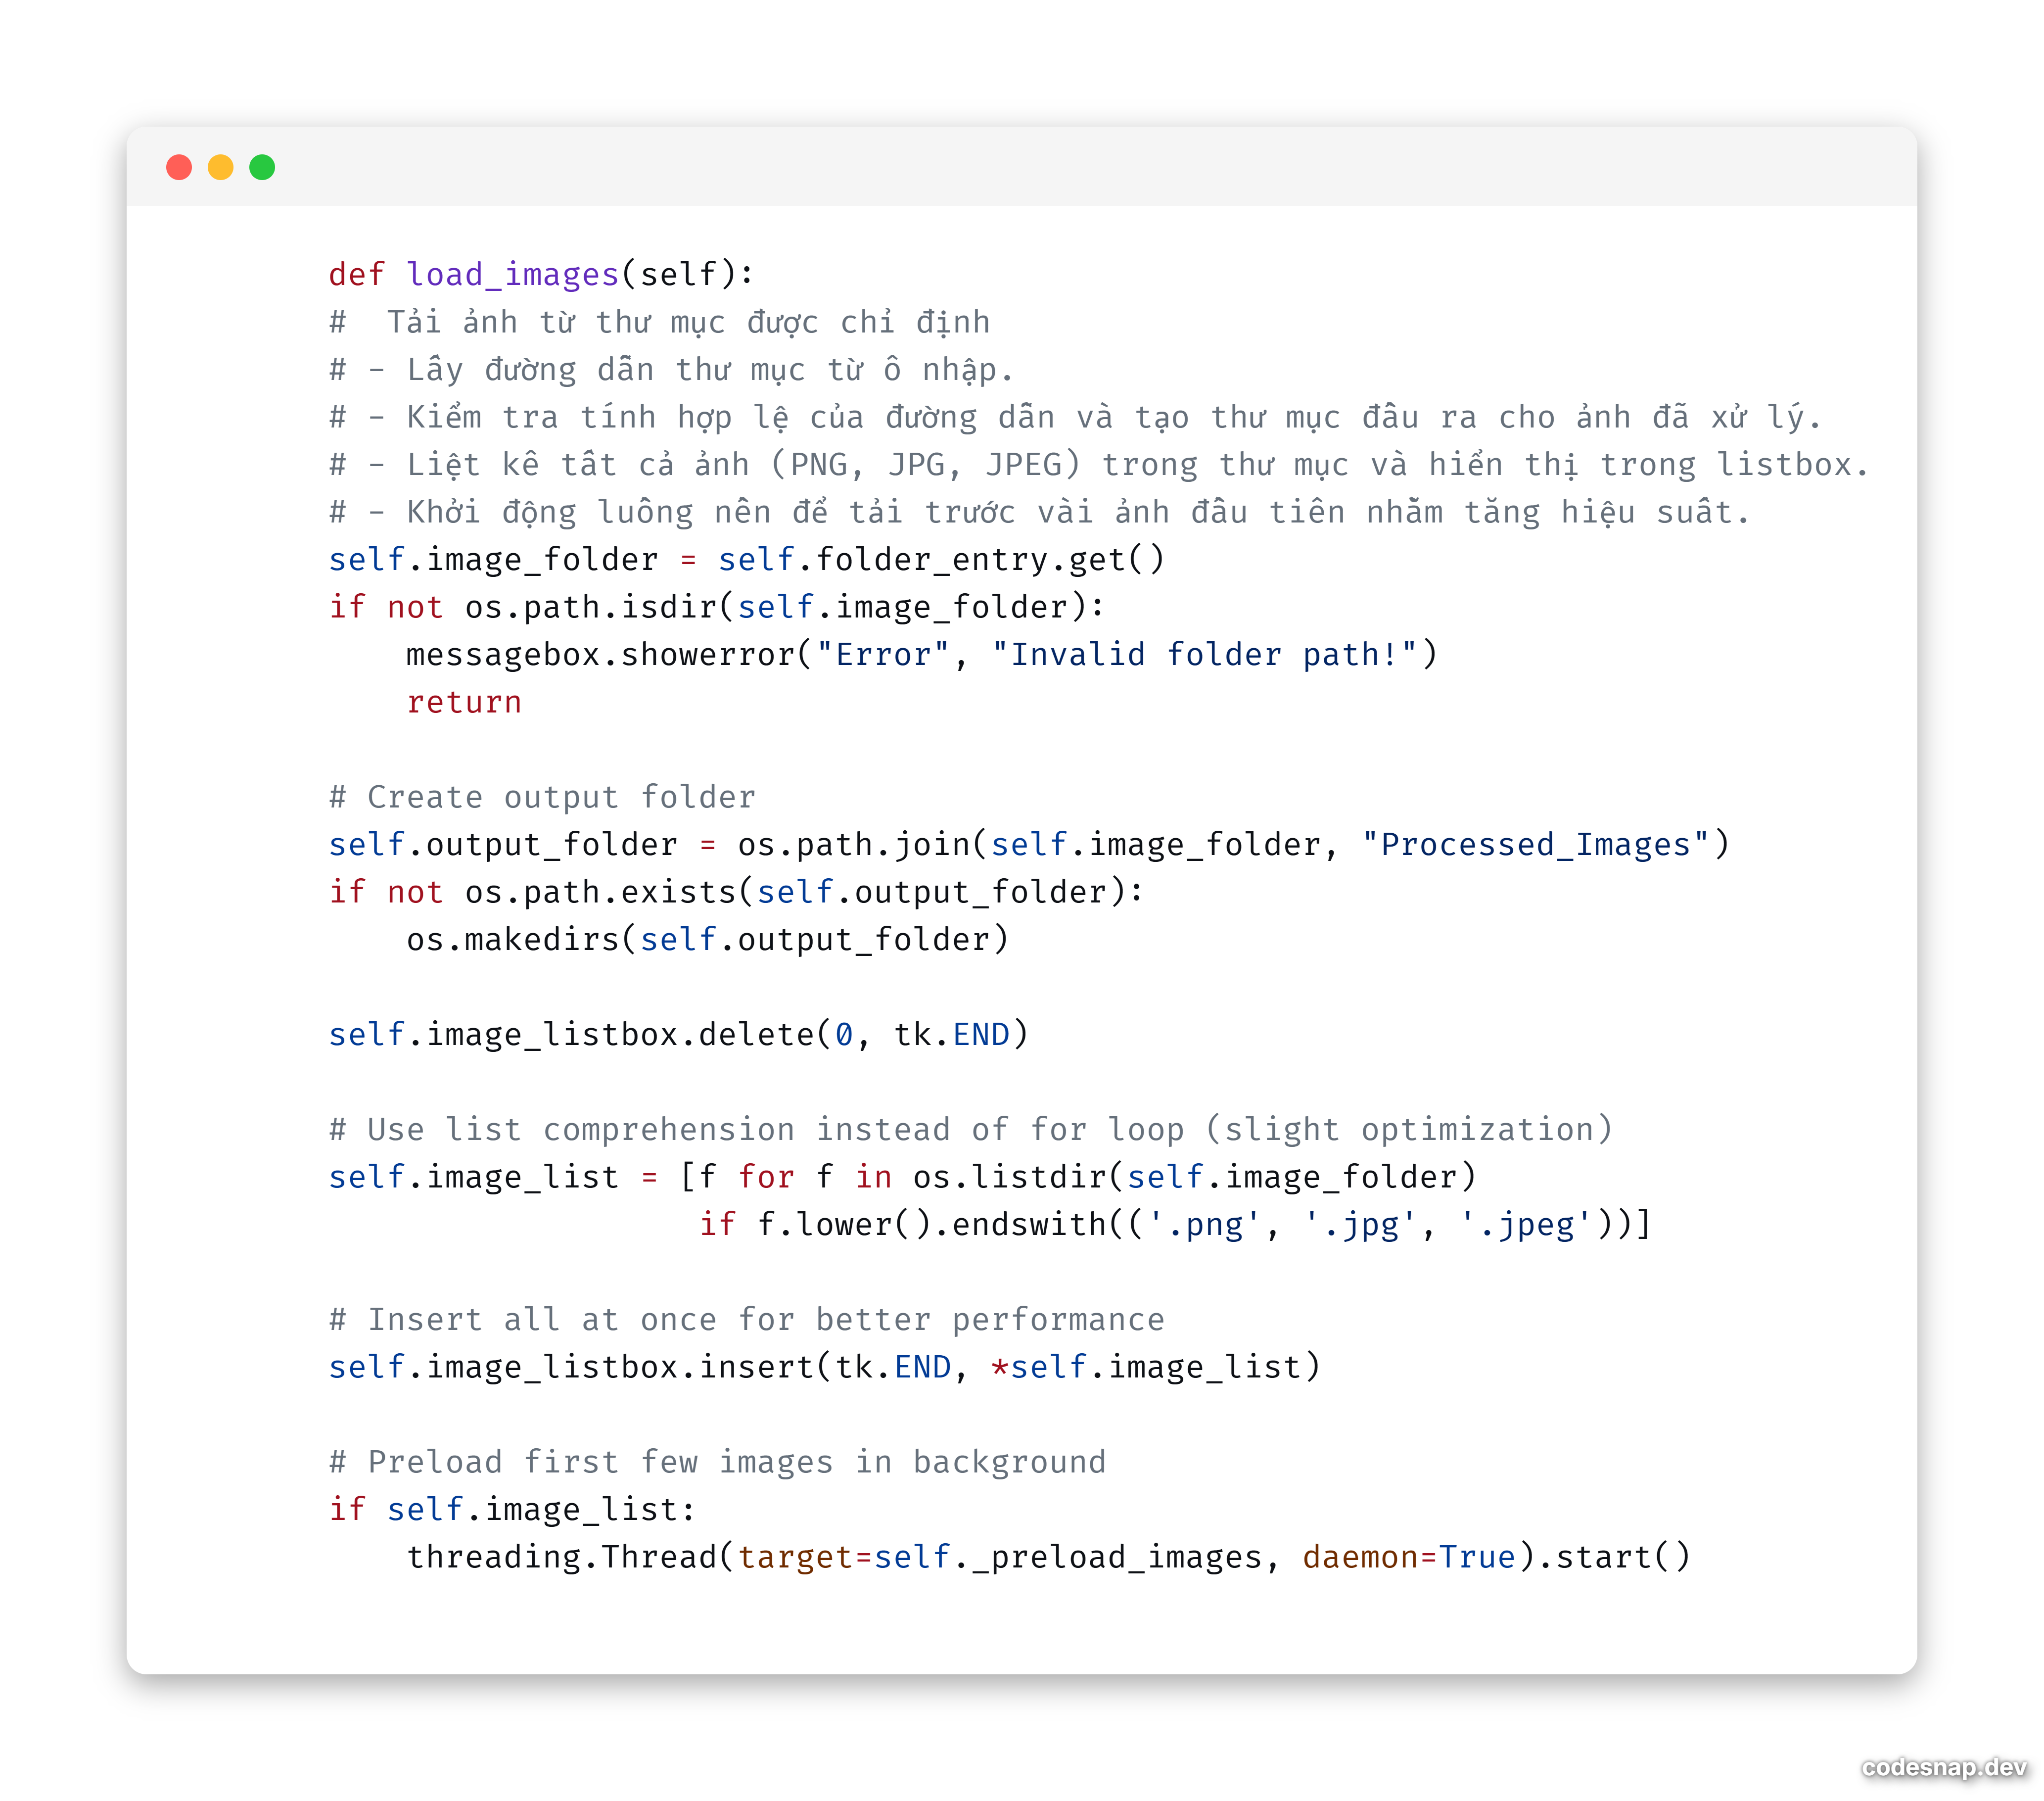 def load_images(self):
#  Tải ảnh từ thư mục được chỉ định
# - Lấy đường dẫn thư mục từ ô nhập.
# - Kiểm tra tính hợp lệ của đường dẫn và tạo thư mục đầu ra cho ảnh đã xử lý.
# - Liệt kê tất cả ảnh (PNG, JPG, JPEG) trong thư mục và hiển thị trong listbox.
# - Khởi động luồng nền để tải trước vài ảnh đầu tiên nhằm tăng hiệu suất.
self.image_folder = self.folder_entry.get()
if not os.path.isdir(self.image_folder):
    messagebox.showerror("Error", "Invalid folder path!")
    return

# Create output folder
self.output_folder = os.path.join(self.image_folder, "Processed_Images")
if not os.path.exists(self.output_folder):
    os.makedirs(self.output_folder)

self.image_listbox.delete(0, tk.END)

# Use list comprehension instead of for loop (slight optimization)
self.image_list = [f for f in os.listdir(self.image_folder)
                   if f.lower().endswith(('.png', '.jpg', '.jpeg'))]

# Insert all at once for better performance
self.image_listbox.insert(tk.END, *self.image_list)

# Preload first few images in background
if self.image_list:
    threading.Thread(target=self._preload_images, daemon=True).start()
codesnap.dev